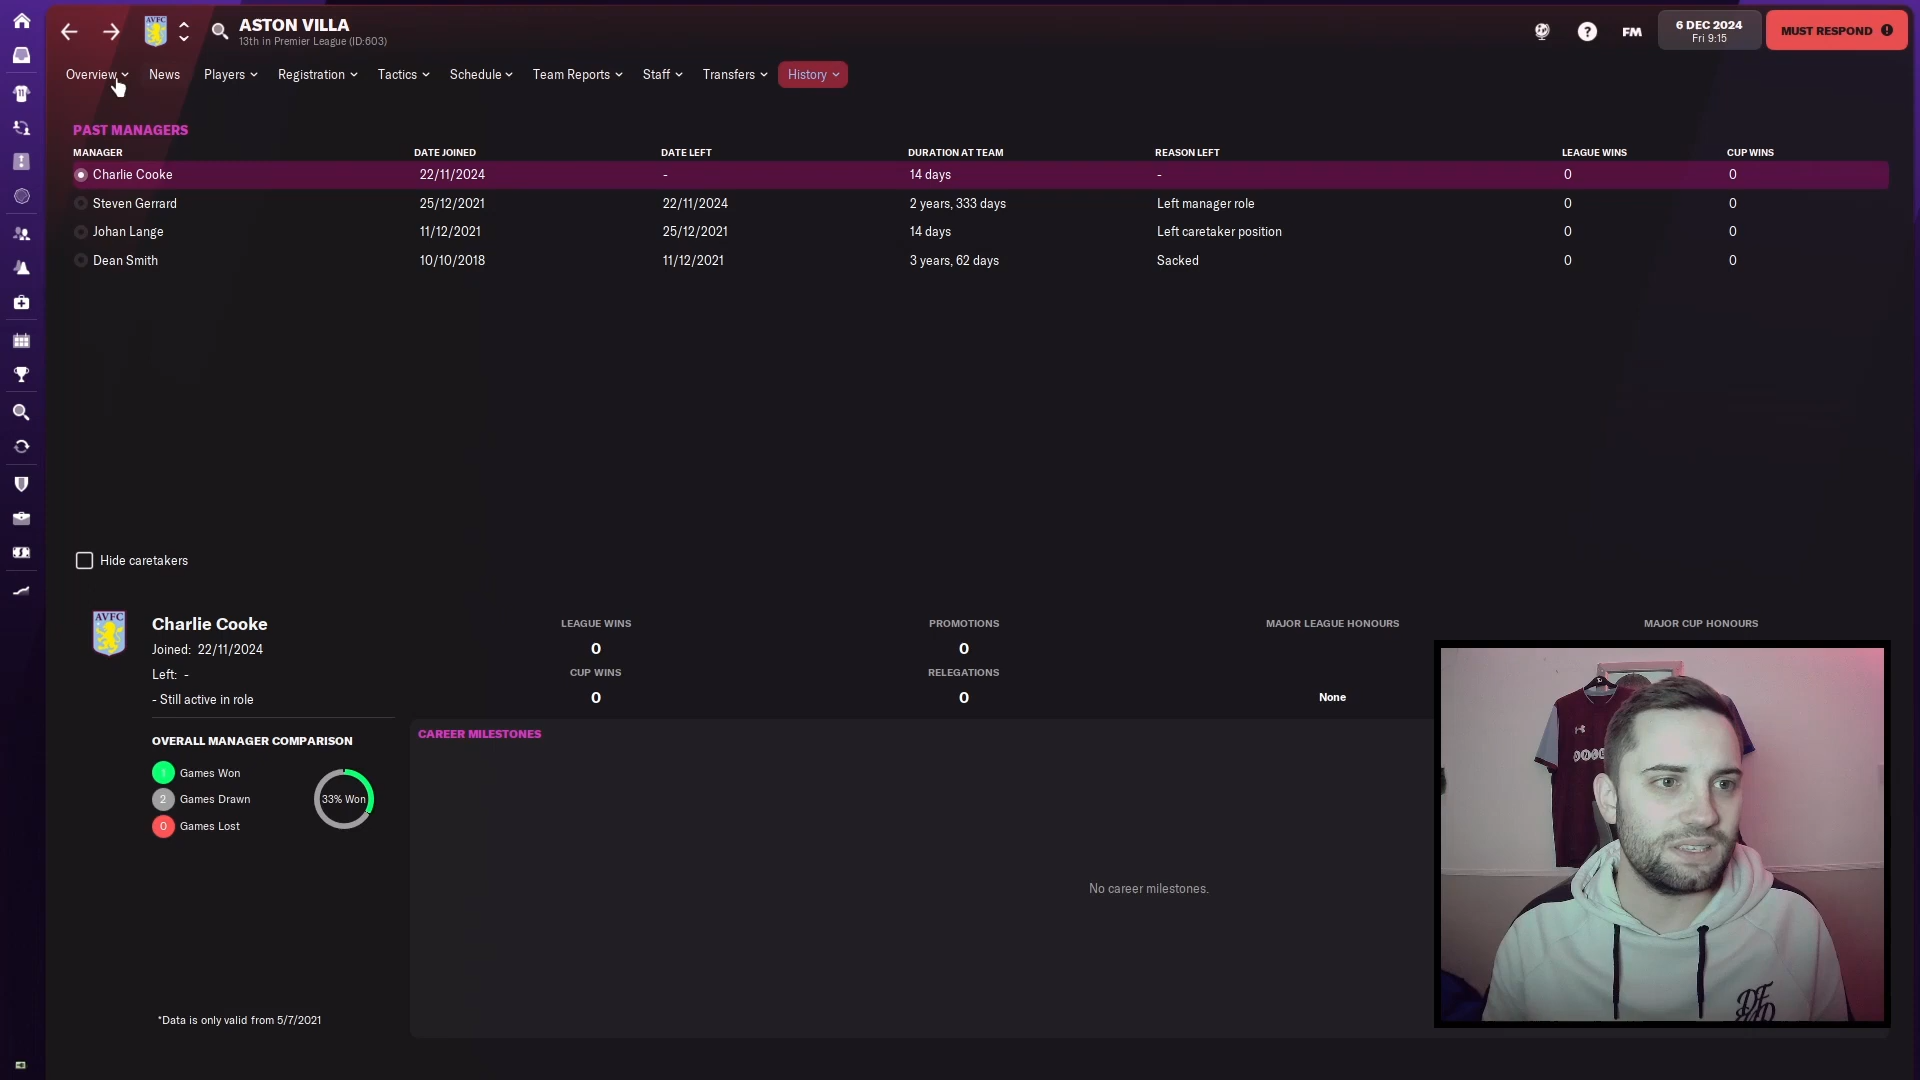 ASTON VILLA
13th in Premier League (ID:603)
FM
6 DEC 2024
Fri 9:15
MUST RESPOND
Overview News Players Registration Tactics Schedule Team Reports Staff Transfers History
PAST MANAGERS
MANAGER DATE JOINED DATE LEFT DURATION AT TEAM REASON LEFT LEAGUE WINS CUP WINS
Charlie Cooke 22/11/2024 - 14 days - 0 0
Steven Gerrard 25/12/2021 22/11/2024 2 years, 333 days Left manager role 0 0
Johan Lange 11/12/2021 25/12/2021 14 days Left caretaker position 0 0
Dean Smith 10/10/2018 11/12/2021 3 years, 62 days Sacked 0 0
Hide caretakers
AVFC
Charlie Cooke
Joined: 22/11/2024
Left: -
- Still active in role
LEAGUE WINS PROMOTIONS MAJOR LEAGUE HONOURS MAJOR CUP HONOURS
0 0
CUP WINS RELEGATIONS
0 0 None
OVERALL MANAGER COMPARISON
1 Games Won
2 Games Drawn
0 Games Lost
33% Won
CAREER MILESTONES
No career milestones.
*Data is only valid from 5/7/2021